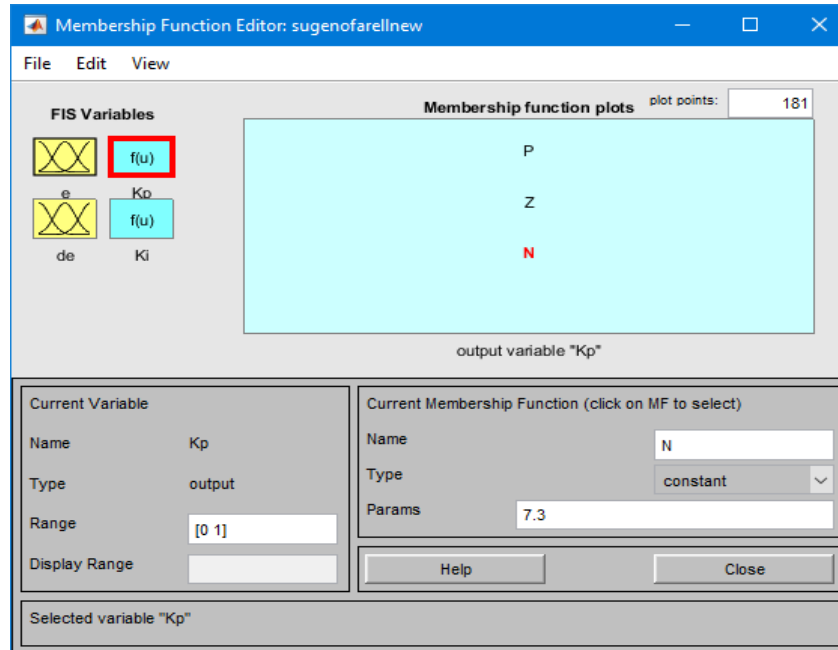 Membership Function Editor: sugenofarellnew
File Edit View
FIS Variables
Membership function plots
plot points:
181
f(u)
e
Kp
f(u)
de
Ki
P
Z
N
output variable "Kp"
Current Variable
Name Kp
Type output
Range [0 1]
Display Range
Current Membership Function (click on MF to select)
Name N
Type constant
Params 7.3
Help
Close
Selected variable "Kp"